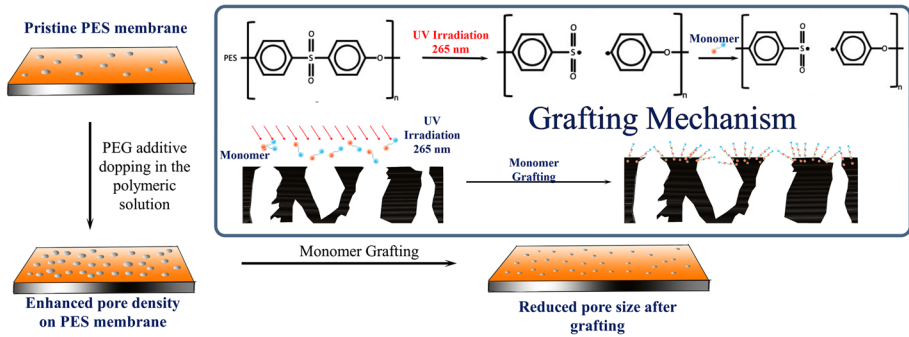 Pristine PES membrane
PEG additive
dopping in the
polymeric
solution
Enhanced pore density
on PES membrane
PES
O
S
O
O
n
UV Irradiation
265 nm
S
O
O
O
n
Monomer
S
O
O
O
n
Grafting Mechanism
UV
Irradiation
265 nm
Monomer
Monomer
Grafting
Monomer Grafting
Reduced pore size after
grafting